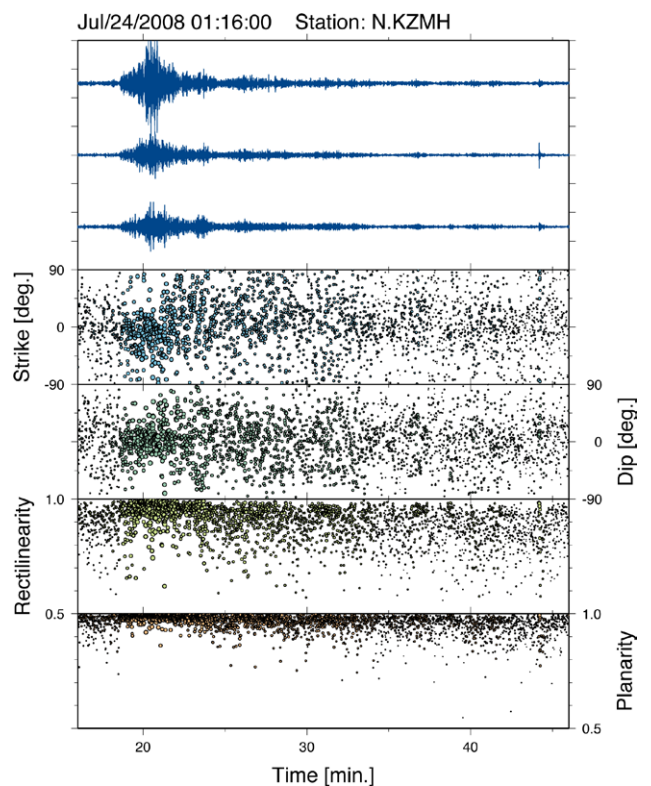 Jul/24/2008 01:16:00 Station: N.KZMH
90
Strike [deg.]
0
-90
90
Dip [deg.]
0
-90
1.0
Rectilinearity
0.5
1.0
Planarity
0.5
20 30 40
Time [min.]